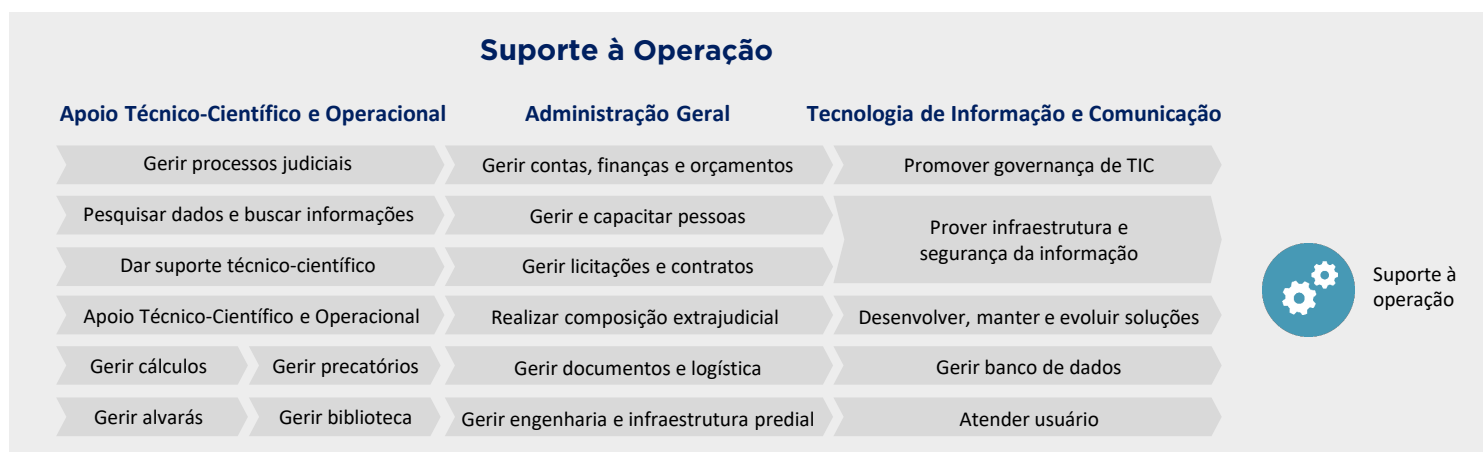 Suporte à Operação
Apoio Técnico-Científico e Operacional
Administração Geral
Tecnologia de Informação e Comunicação
Gerir processos judiciais
Gerir contas, finanças e orçamentos
Promover governança de TIC
Pesquisar dados e buscar informações
Gerir e capacitar pessoas
Prover infraestrutura e
segurança da informação
Dar suporte técnico-científico
Gerir licitações e contratos
Apoio Técnico-Científico e Operacional
Realizar composição extrajudicial
Desenvolver, manter e evoluir soluções
Gerir cálculos
Gerir precatórios
Gerir documentos e logística
Gerir banco de dados
Gerir alvarás
Gerir biblioteca
Gerir engenharia e infraestrutura predial
Atender usuário
Suporte à
operação